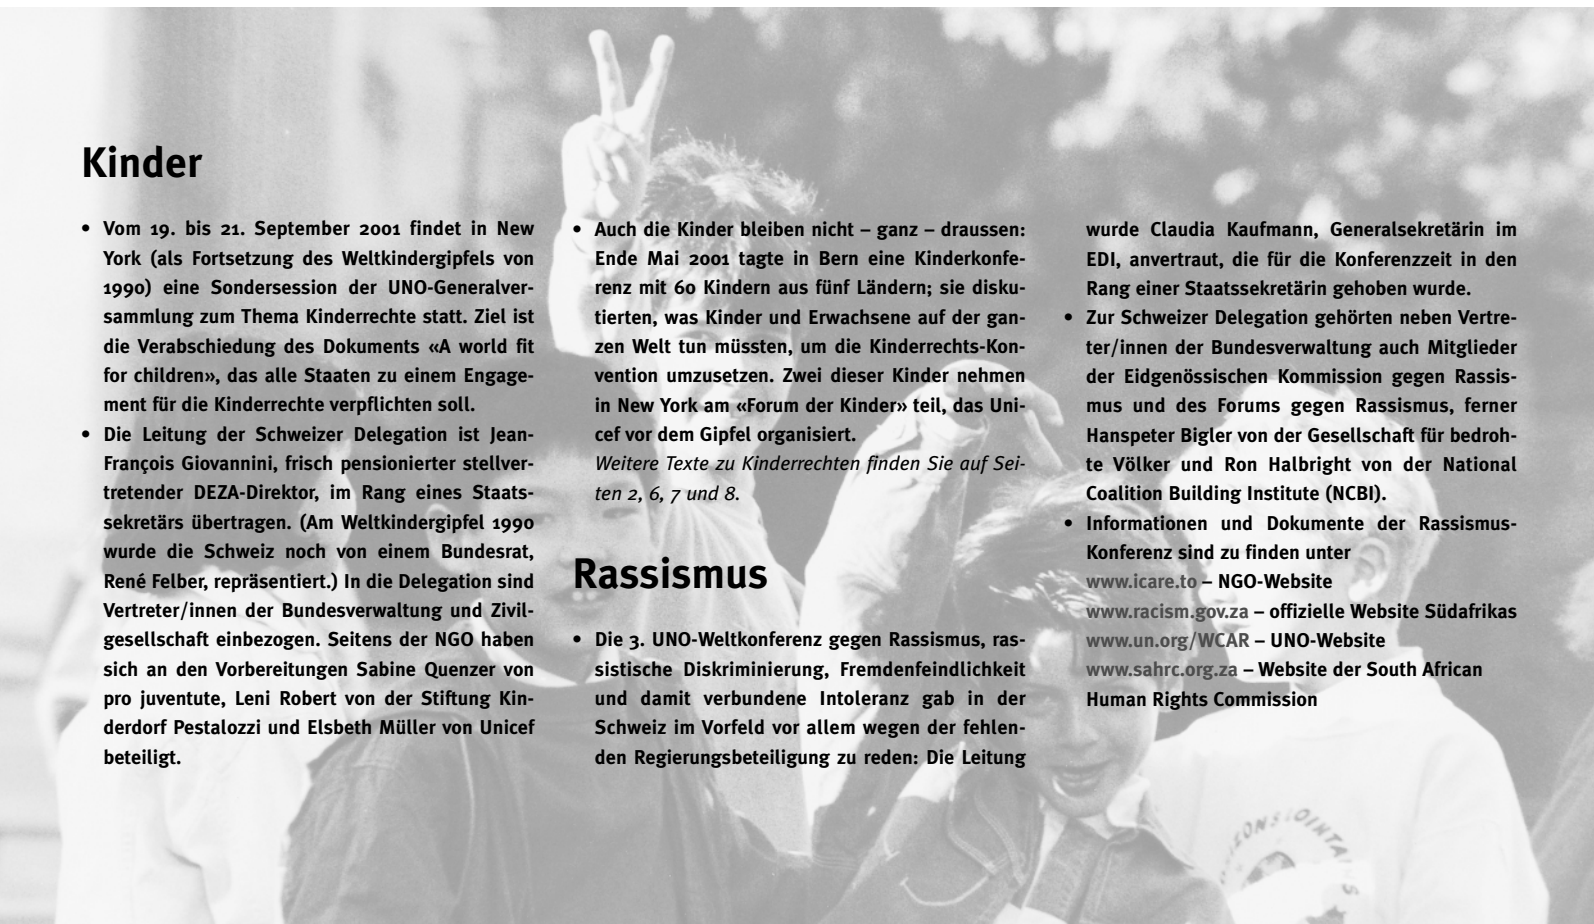 Kinder
• Vom 19. bis 21. September 2001 findet in New
York (als Fortsetzung des Weltkindergipfels von
1990) eine Sondersession der UNO-Generalver-
sammlung zum Thema Kinderrechte statt. Ziel ist
die Verabschiedung des Dokuments «A world fit
for children», das alle Staaten zu einem Engage-
ment für die Kinderrechte verpflichten soll.
• Die Leitung der Schweizer Delegation ist Jean-
François Giovannini, frisch pensionierter stellver-
tretender DEZA-Direktor, im Rang eines Staats-
sekretärs übertragen. (Am Weltkindergipfel 1990
wurde die Schweiz noch von einem Bundesrat,
René Felber, repräsentiert.) In die Delegation sind
Vertreter/innen der Bundesverwaltung und Zivil-
gesellschaft einbezogen. Seitens der NGO haben
sich an den Vorbereitungen Sabine Quenzer von
pro juventute, Leni Robert von der Stiftung Kin-
derdorf Pestalozzi und Elsbeth Müller von Unicef
beteiligt.
• Auch die Kinder bleiben nicht – ganz – draussen:
Ende Mai 2001 tagte in Bern eine Kinderkonfe-
renz mit 60 Kindern aus fünf Ländern; sie disku-
tierten, was Kinder und Erwachsene auf der gan-
zen Welt tun müssten, um die Kinderrechts-Kon-
vention umzusetzen. Zwei dieser Kinder nehmen
in New York am «Forum der Kinder» teil, das Uni-
cef vor dem Gipfel organisiert.
Weitere Texte zu Kinderrechten finden Sie auf Sei-
ten 2, 6, 7 und 8.
Rassismus
• Die 3. UNO-Weltkonferenz gegen Rassismus, ras-
sistische Diskriminierung, Fremdenfeindlichkeit
und damit verbundene Intoleranz gab in der
Schweiz im Vorfeld vor allem wegen der fehlen-
den Regierungsbeteiligung zu reden: Die Leitung
wurde Claudia Kaufmann, Generalsekretärin im
EDI, anvertraut, die für die Konferenzzeit in den
Rang einer Staatssekretärin gehoben wurde.
• Zur Schweizer Delegation gehörten neben Vertre-
ter/innen der Bundesverwaltung auch Mitglieder
der Eidgenössischen Kommission gegen Rassis-
mus und des Forums gegen Rassismus, ferner
Hanspeter Bigler von der Gesellschaft für bedroh-
te Völker und Ron Halbright von der National
Coalition Building Institute (NCBI).
• Informationen und Dokumente der Rassismus-
Konferenz sind zu finden unter
www.icare.to – NGO-Website
www.racism.gov.za – offizielle Website Südafrikas
www.un.org/WCAR – UNO-Website
www.sahrc.org.za – Website der South African
Human Rights Commission